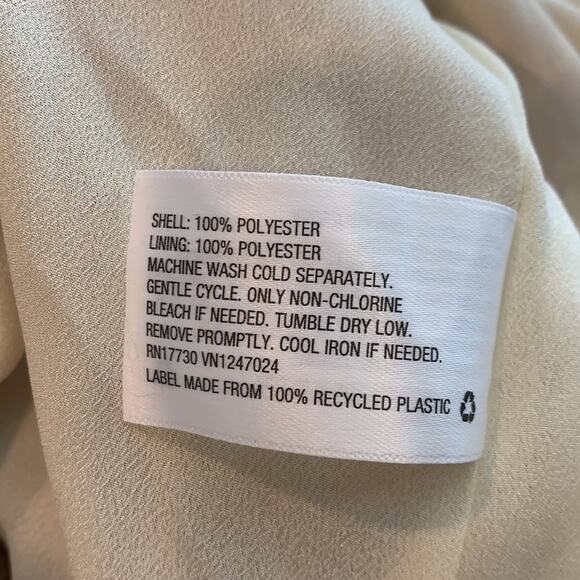 SHELL: 100% POLYESTER
LINING: 100% POLYESTER
MACHINE WASH COLD SEPARATELY.
GENTLE CYCLE. ONLY NON-CHLORINE
BLEACH IF NEEDED. TUMBLE DRY LOW.
REMOVE PROMPTLY. COOL IRON IF NEEDED.
RN17730 VN1247024
LABEL MADE FROM 100% RECYCLED PLASTIC